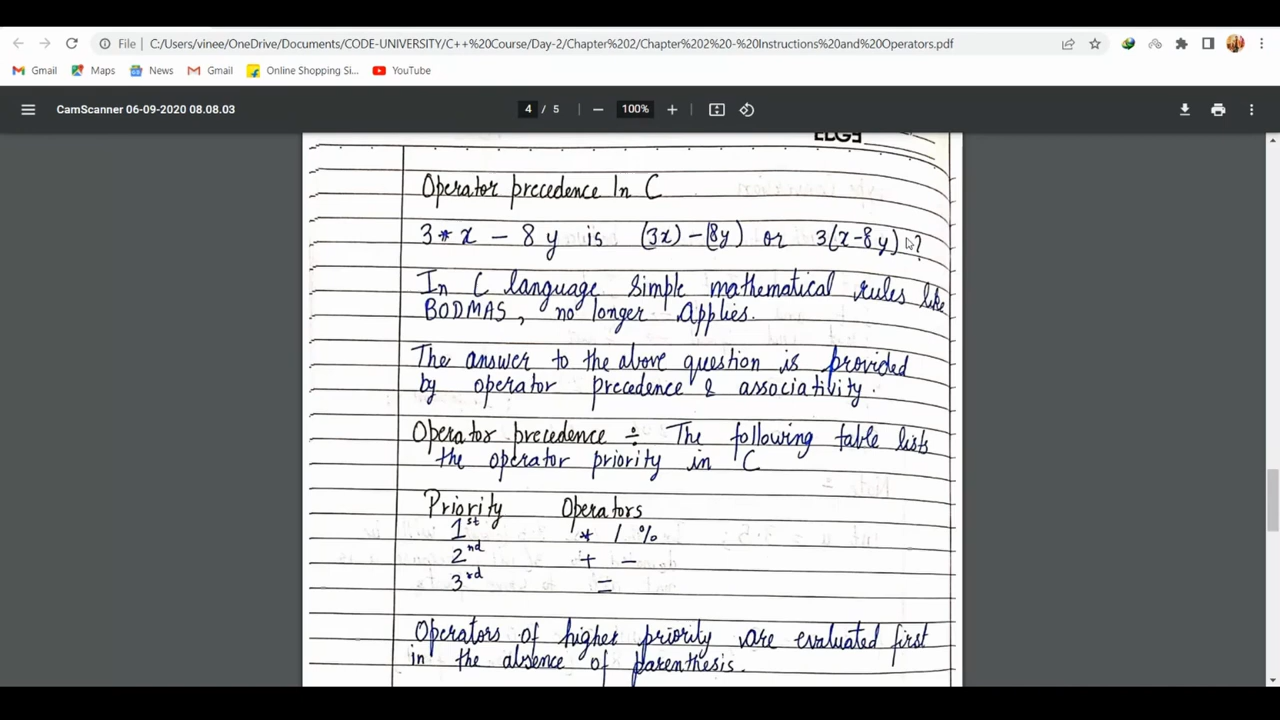 File C:/Users/vinee/OneDrive/Documents/CODE-UNIVERSITY/C++%20Course/Day-2/Chapter%202/Chapter%202%20-%20Instructions%20and%20Operators.pdf
Gmail Maps News Gmail Online Shopping Si... YouTube
CamScanner 06-09-2020 08.08.03 4 / 5 100%
Operator precedence In C
3 * x - 8 y is (3x) - (8y) or 3(x-8y) ?
In C language simple mathematical rules like
BODMAS, no longer applies.
The answer to the above question is provided
by operator precedence & associativity.
Operator precedence ÷ The following table lists
the operator priority in C
Priority Operators
1st * / %
2nd + -
3rd =
Operators of higher priority are evaluated first
in the absence of parenthesis.